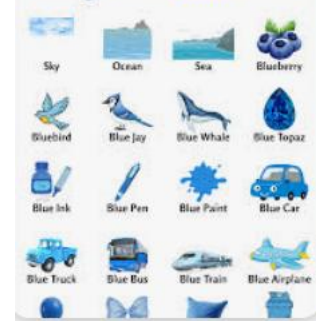 Sky Ocean Sea Blueberry
Bluebird Blue Jay Blue Whale Blue Topaz
Blue Ink Blue Pen Blue Paint Blue Car
Blue Truck Blue Bus Blue Train Blue Airplane